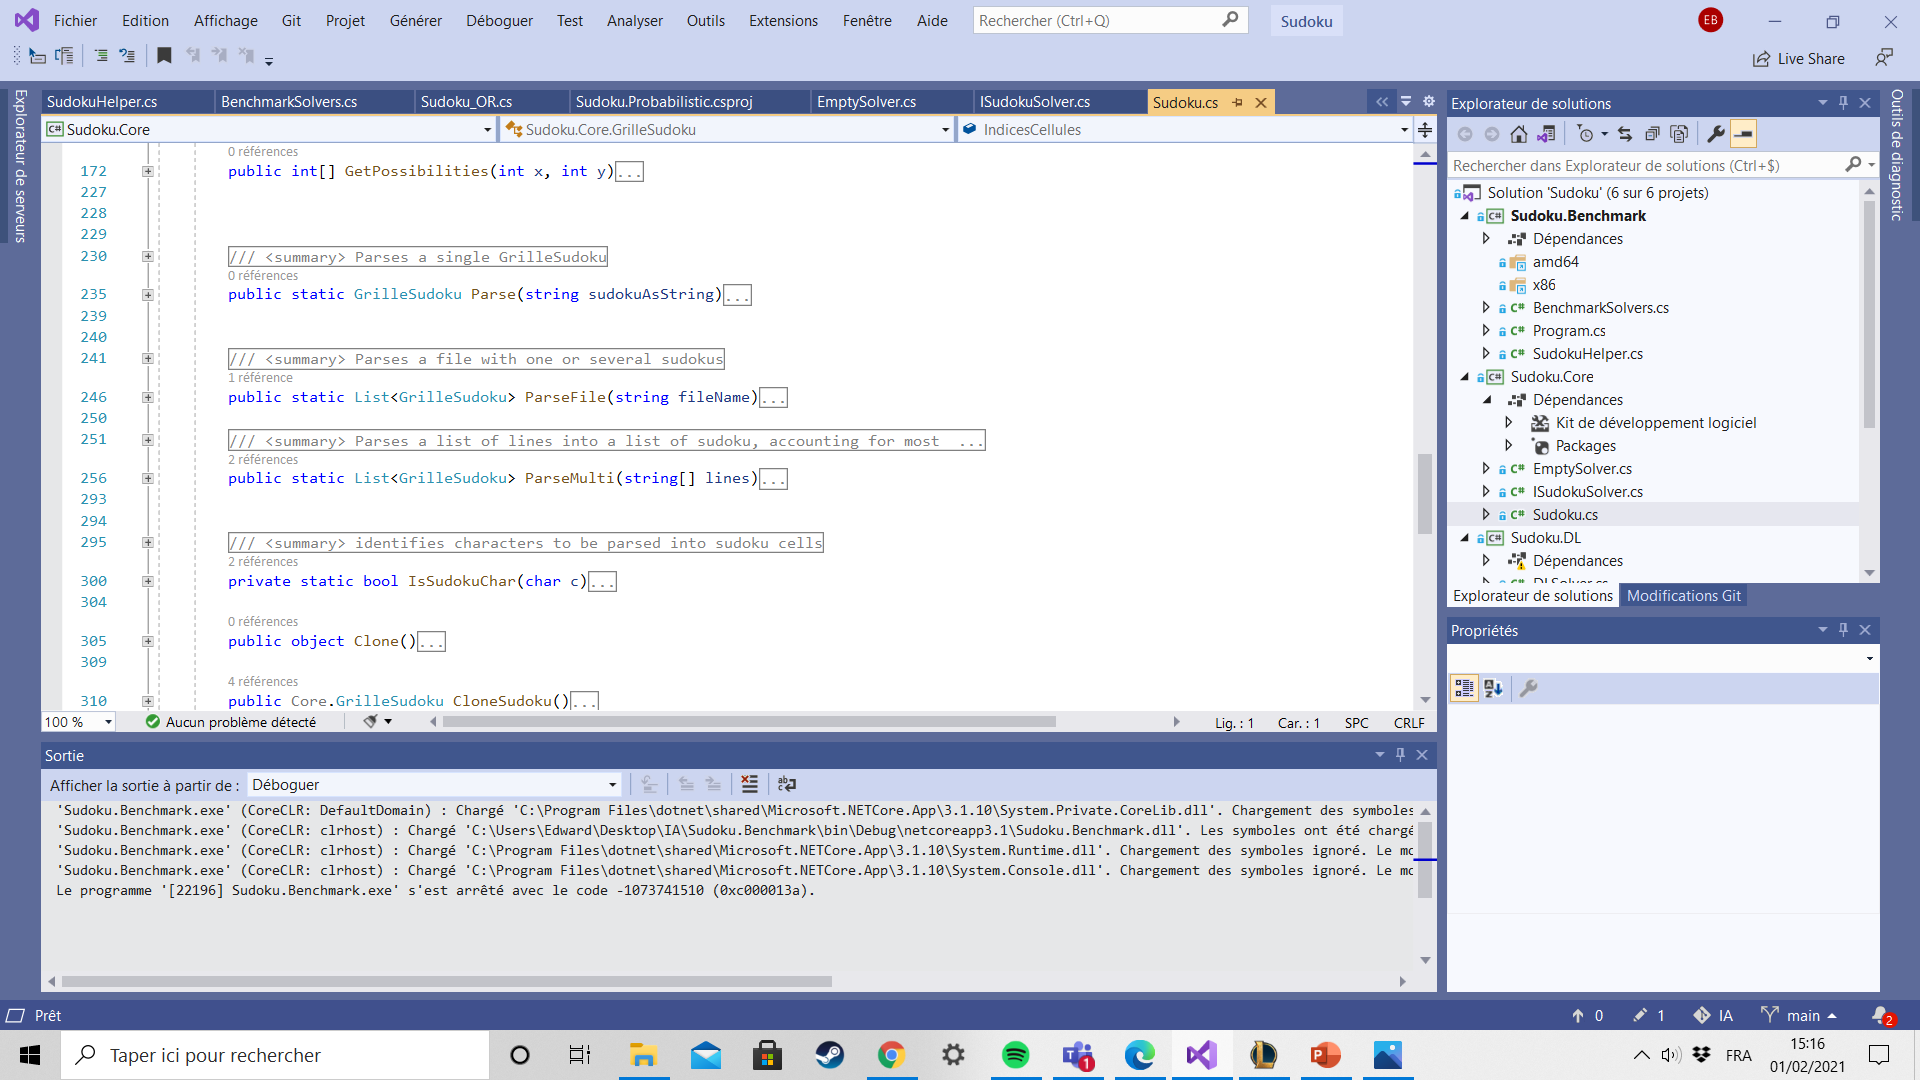 Fichier Edition Affichage Git Projet Générer Déboguer Test Analyser Outils Extensions Fenêtre Aide Rechercher (Ctrl+Q) Sudoku EB
Live Share
Explorateur de serveurs
SudokuHelper.cs BenchmarkSolvers.cs Sudoku_OR.cs Sudoku.Probabilistic.csproj EmptySolver.cs ISudokuSolver.cs Sudoku.cs
C# Sudoku.Core Sudoku.Core.GrilleSudoku IndicesCellules
0 références
172 public int[] GetPossibilities(int x, int y)...
227
228
229
230 /// <summary> Parses a single GrilleSudoku
0 références
235 public static GrilleSudoku Parse(string sudokuAsString)...
239
240
241 /// <summary> Parses a file with one or several sudokus
1 référence
246 public static List<GrilleSudoku> ParseFile(string fileName)...
250
251 /// <summary> Parses a list of lines into a list of sudoku, accounting for most ...
2 références
256 public static List<GrilleSudoku> ParseMulti(string[] lines)...
293
294
295 /// <summary> identifies characters to be parsed into sudoku cells
2 références
300 private static bool IsSudokuChar(char c)...
304
0 références
305 public object Clone()...
309
4 références
310 public Core.GrilleSudoku CloneSudoku()...
100 % Aucun problème détecté Lig. : 1 Car. : 1 SPC CRLF
Sortie
Afficher la sortie à partir de : Déboguer
'Sudoku.Benchmark.exe' (CoreCLR: DefaultDomain) : Chargé 'C:\Program Files\dotnet\shared\Microsoft.NETCore.App\3.1.10\System.Private.CoreLib.dll'. Chargement des symboles
'Sudoku.Benchmark.exe' (CoreCLR: clrhost) : Chargé 'C:\Users\Edward\Desktop\IA\Sudoku.Benchmark\bin\Debug\netcoreapp3.1\Sudoku.Benchmark.dll'. Les symboles ont été chargé
'Sudoku.Benchmark.exe' (CoreCLR: clrhost) : Chargé 'C:\Program Files\dotnet\shared\Microsoft.NETCore.App\3.1.10\System.Runtime.dll'. Chargement des symboles ignoré. Le mo
'Sudoku.Benchmark.exe' (CoreCLR: clrhost) : Chargé 'C:\Program Files\dotnet\shared\Microsoft.NETCore.App\3.1.10\System.Console.dll'. Chargement des symboles ignoré. Le mo
Le programme '[22196] Sudoku.Benchmark.exe' s'est arrêté avec le code -1073741510 (0xc000013a).
Explorateur de solutions
Rechercher dans Explorateur de solutions (Ctrl+$)
Solution 'Sudoku' (6 sur 6 projets)
C# Sudoku.Benchmark
Dépendances
amd64
x86
C# BenchmarkSolvers.cs
C# Program.cs
C# SudokuHelper.cs
C# Sudoku.Core
Dépendances
Kit de développement logiciel
Packages
C# EmptySolver.cs
C# ISudokuSolver.cs
C# Sudoku.cs
C# Sudoku.DL
Dépendances
C# DLSolver.cs
Explorateur de solutions Modifications Git
Propriétés
Outils de diagnostic
Prêt 0 1 IA main 2
Taper ici pour rechercher 1 FRA 15:16
01/02/2021